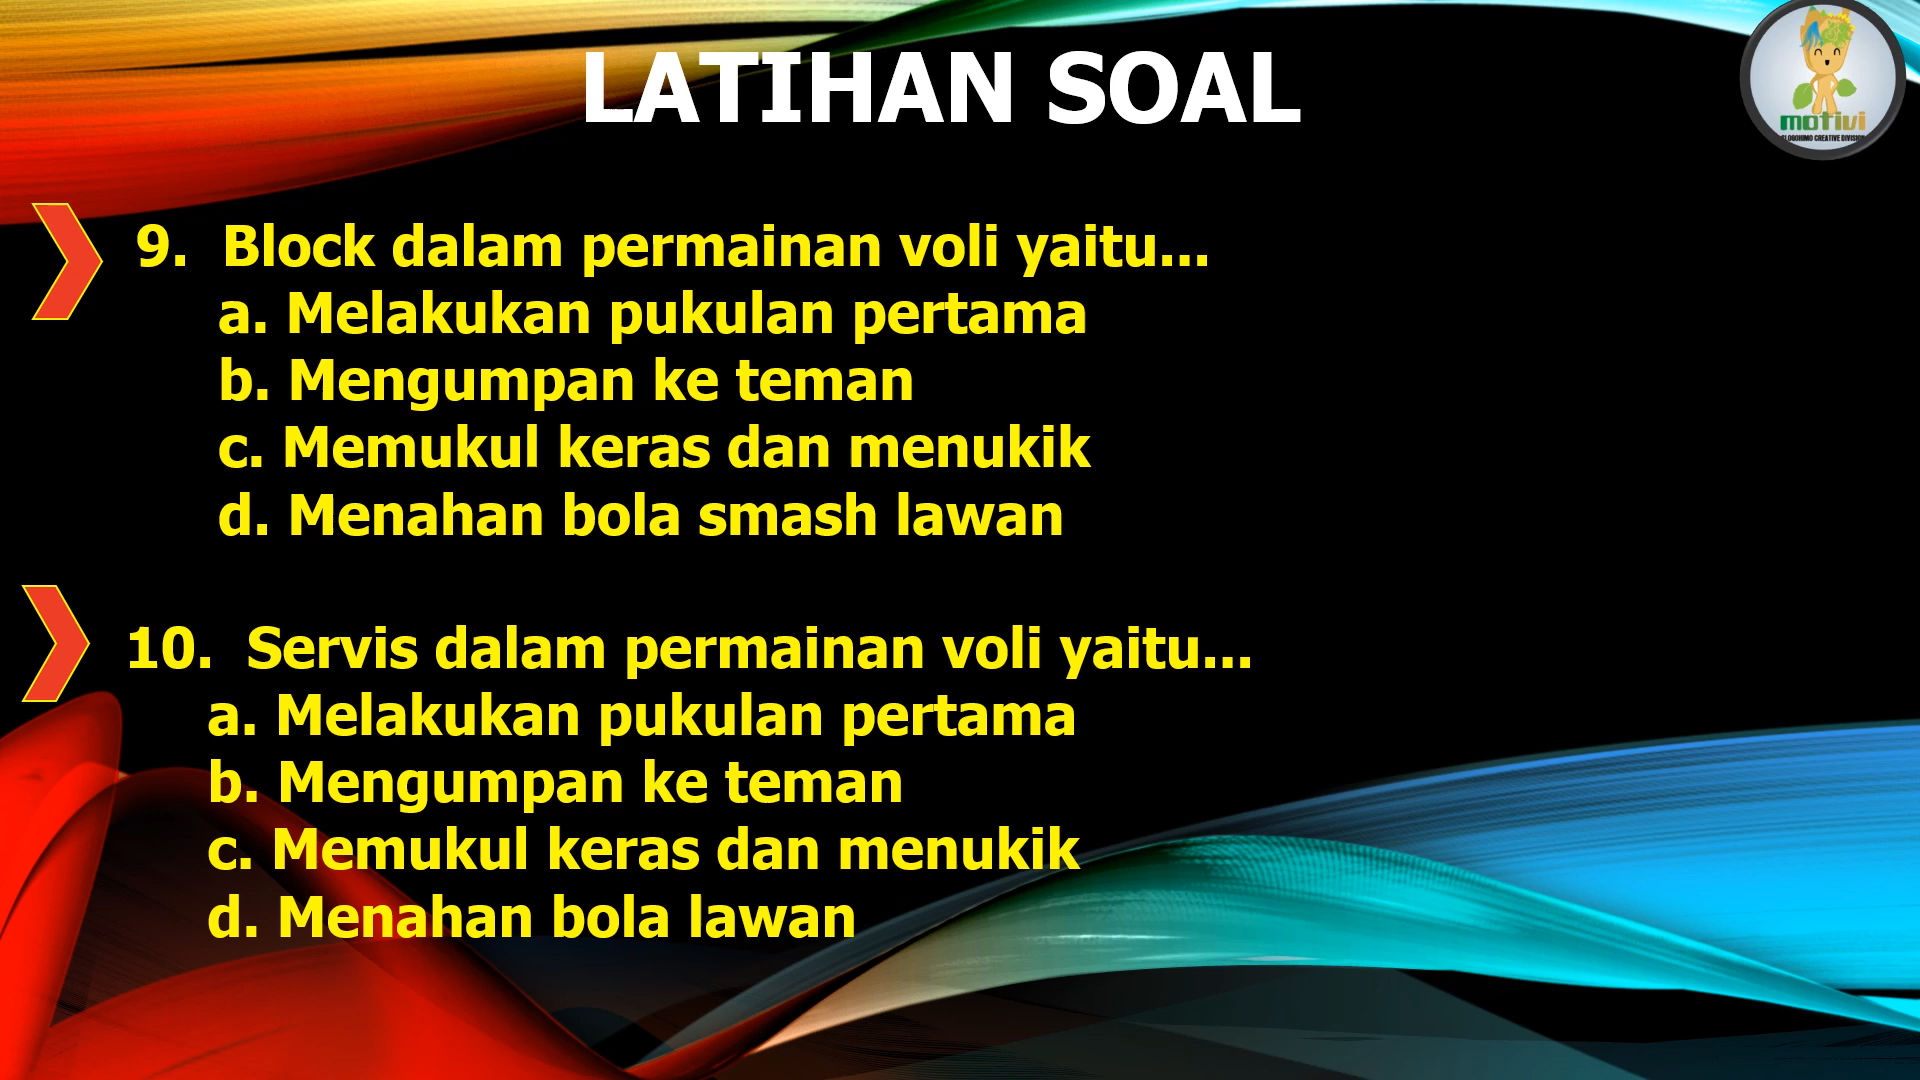 LATIHAN SOAL
motivi
9. Block dalam permainan voli yaitu...
a. Melakukan pukulan pertama
b. Mengumpan ke teman
c. Memukul keras dan menukik
d. Menahan bola smash lawan
10. Servis dalam permainan voli yaitu...
a. Melakukan pukulan pertama
b. Mengumpan ke teman
c. Memukul keras dan menukik
d. Menahan bola lawan